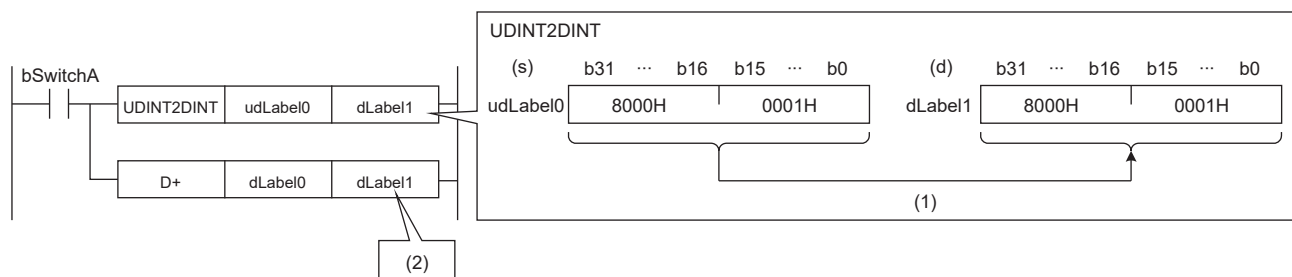 UDINT2DINT
bSwitchA
(s) b31 ··· b16 b15 ··· b0 (d) b31 ··· b16 b15 ··· b0
UDINT2DINT udLabel0 dLabel1
udLabel0 8000H 0001H dLabel1 8000H 0001H
D+ dLabel0 dLabel1
(1)
(2)